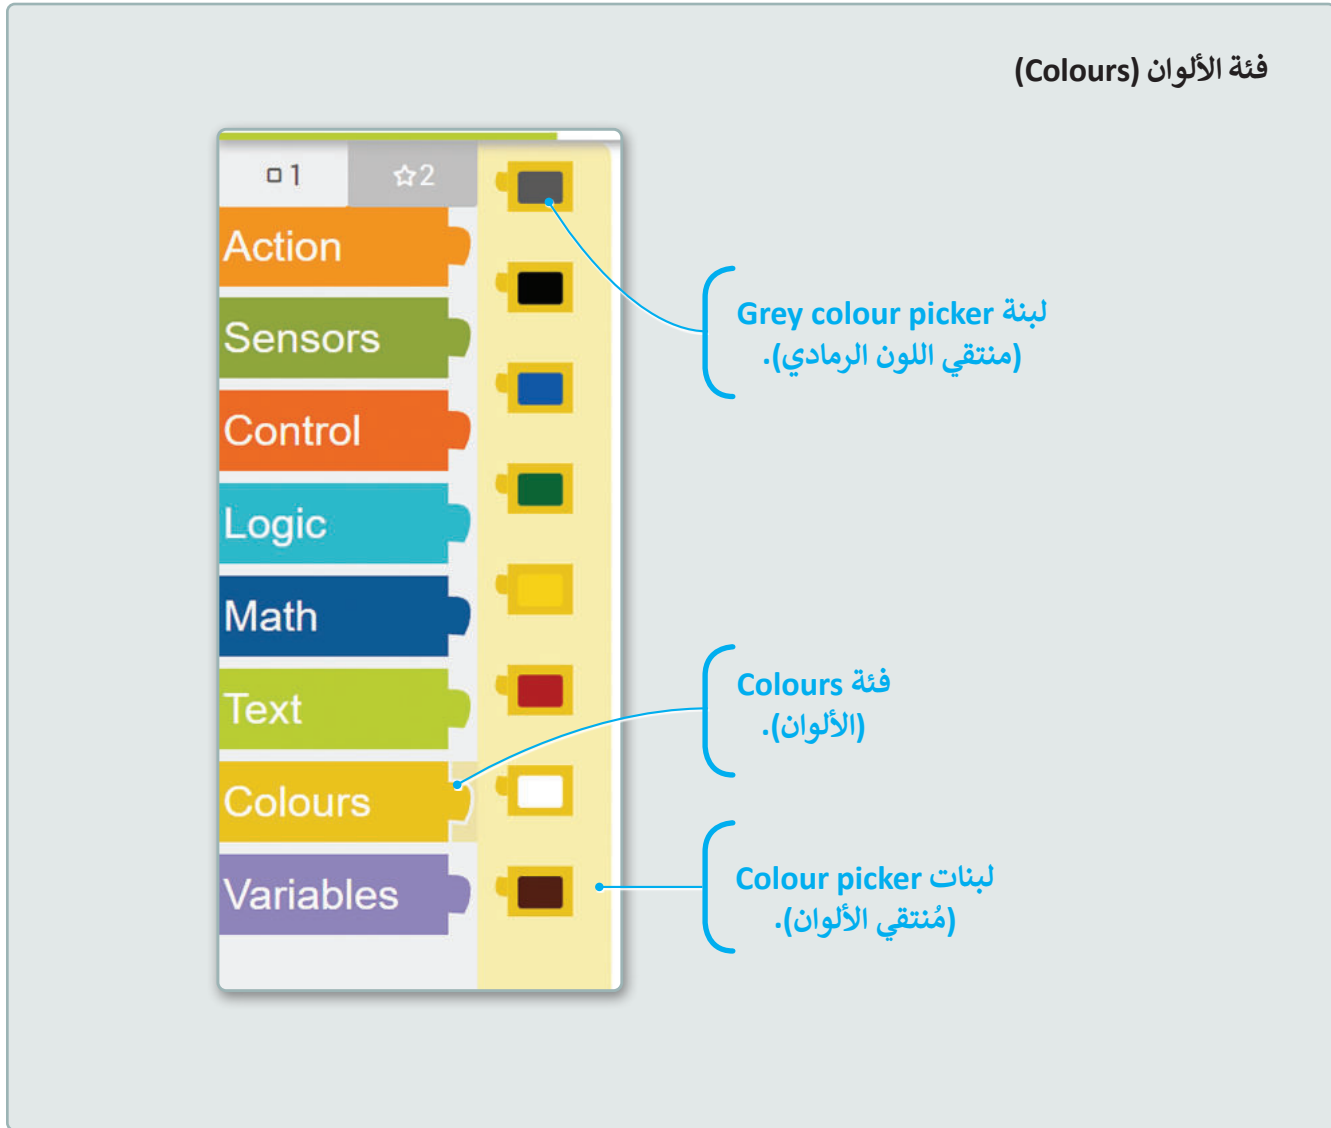 فئة الألوان (Colours)
1
2
Action
Sensors
Control
Logic
Math
Text
Colours
Variables
لبنة Grey colour picker
(منتقي اللون الرمادي).
فئة Colours
(الألوان).
لبنات Colour picker
(مُنتقي الألوان).